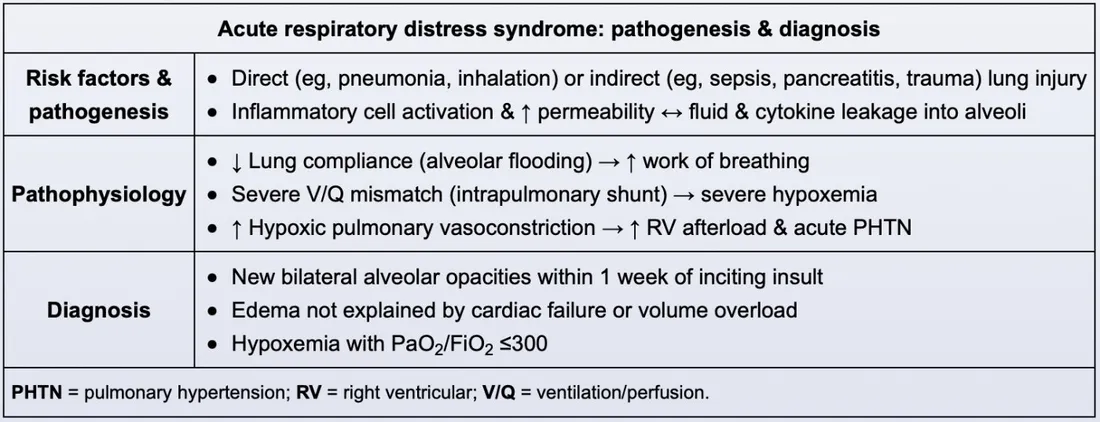 Acute respiratory distress syndrome: pathogenesis & diagnosis
Risk factors &
pathogenesis
• Direct (eg, pneumonia, inhalation) or indirect (eg, sepsis, pancreatitis, trauma) lung injury
• Inflammatory cell activation & ↑ permeability ↔ fluid & cytokine leakage into alveoli
Pathophysiology
• ↓ Lung compliance (alveolar flooding) → ↑ work of breathing
• Severe V/Q mismatch (intrapulmonary shunt) → severe hypoxemia
• ↑ Hypoxic pulmonary vasoconstriction → ↑ RV afterload & acute PHTN
Diagnosis
• New bilateral alveolar opacities within 1 week of inciting insult
• Edema not explained by cardiac failure or volume overload
• Hypoxemia with PaO₂/FiO₂ ≤300
PHTN = pulmonary hypertension; RV = right ventricular; V/Q = ventilation/perfusion.